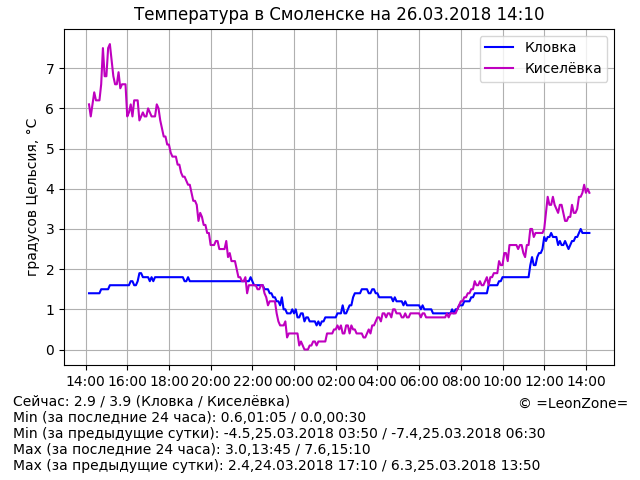 Температура в Смоленске на 26.03.2018 14:10
Кловка
Киселёвка
градусов Цельсия, °C
7
6
5
4
3
2
1
0
14:00 16:00 18:00 20:00 22:00 00:00 02:00 04:00 06:00 08:00 10:00 12:00 14:00
Сейчас: 2.9 / 3.9 (Кловка / Киселёвка)
© =LeonZone=
Min (за последние 24 часа): 0.6,01:05 / 0.0,00:30
Min (за предыдущие сутки): -4.5,25.03.2018 03:50 / -7.4,25.03.2018 06:30
Max (за последние 24 часа): 3.0,13:45 / 7.6,15:10
Max (за предыдущие сутки): 2.4,24.03.2018 17:10 / 6.3,25.03.2018 13:50